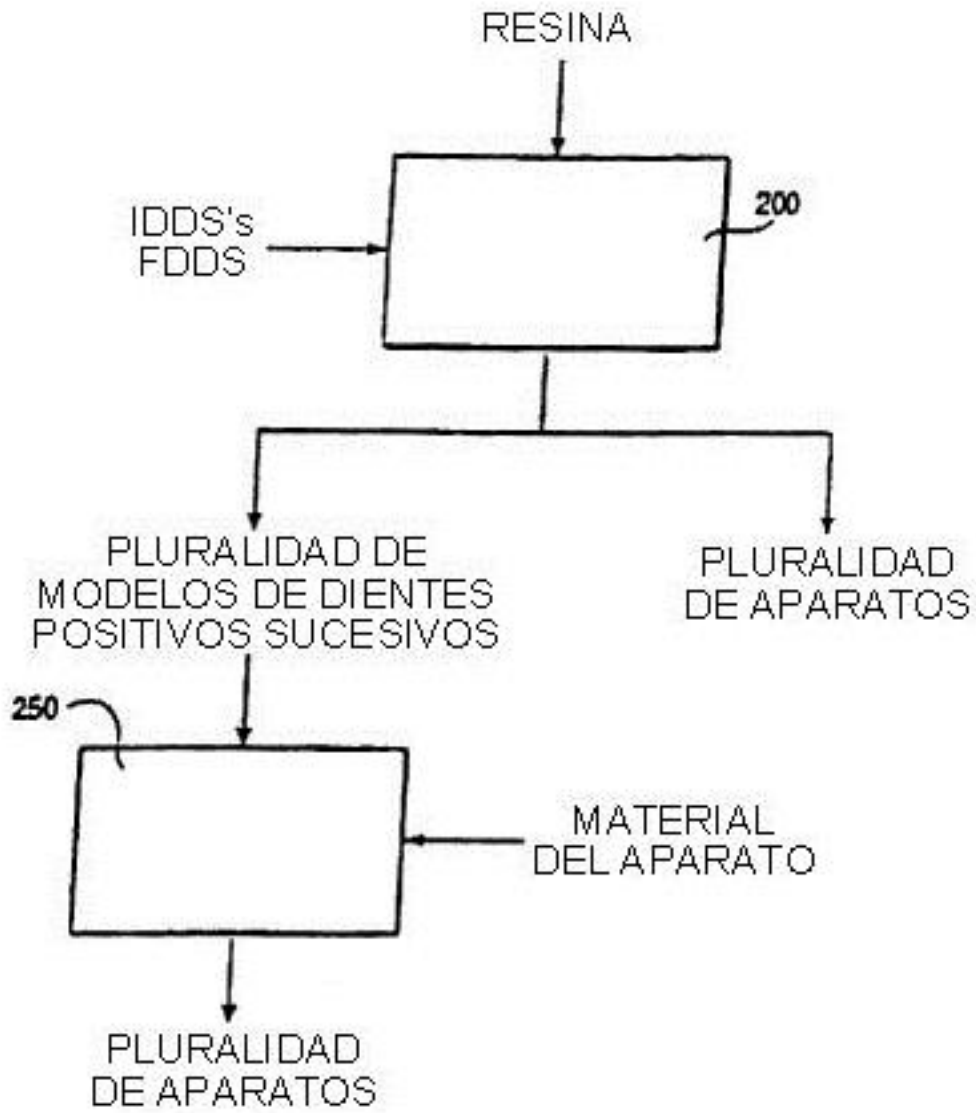 RESINA
IDDS's
FDDS
200
PLURALIDAD DE
MODELOS DE DIENTES
POSITIVOS SUCESIVOS
PLURALIDAD
DE APARATOS
250
MATERIAL
DEL APARATO
PLURALIDAD
DE APARATOS